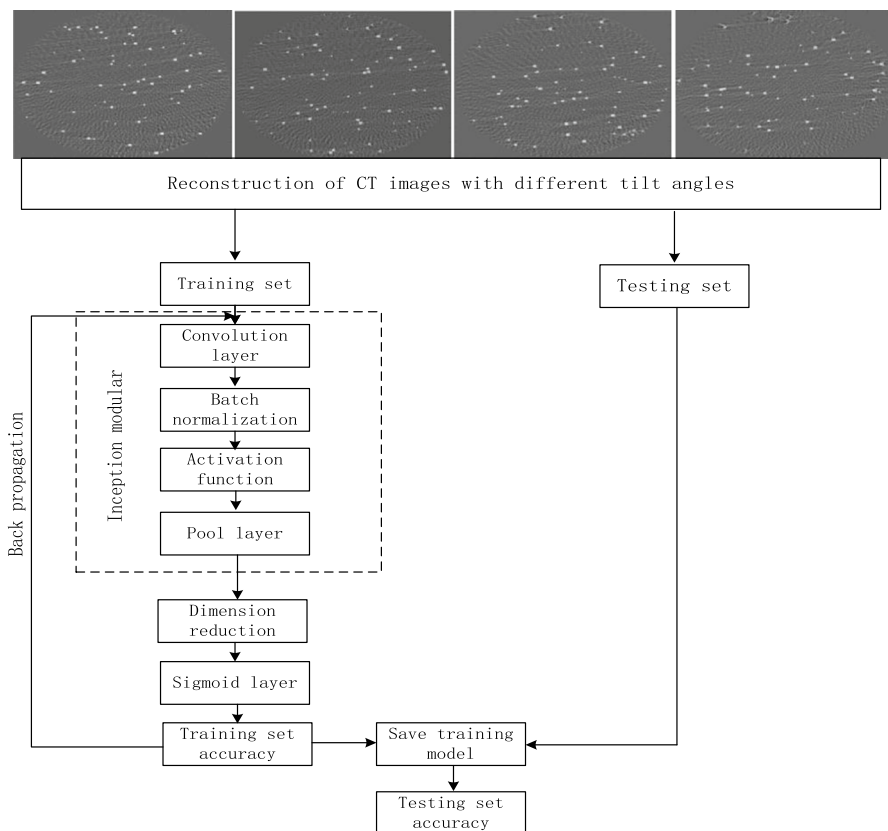 Reconstruction of CT images with different tilt angles
Training set
Testing set
Convolution
layer
Batch
normalization
Activation
function
Pool layer
Inception modular
Back propagation
Dimension
reduction
Sigmoid layer
Training set
accuracy
Save training
model
Testing set
accuracy